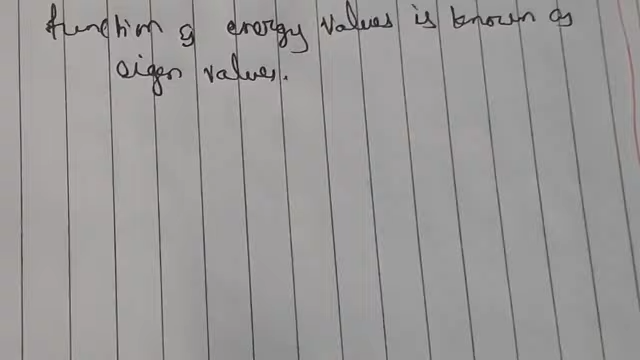 function of energy values is known as
eigen values.